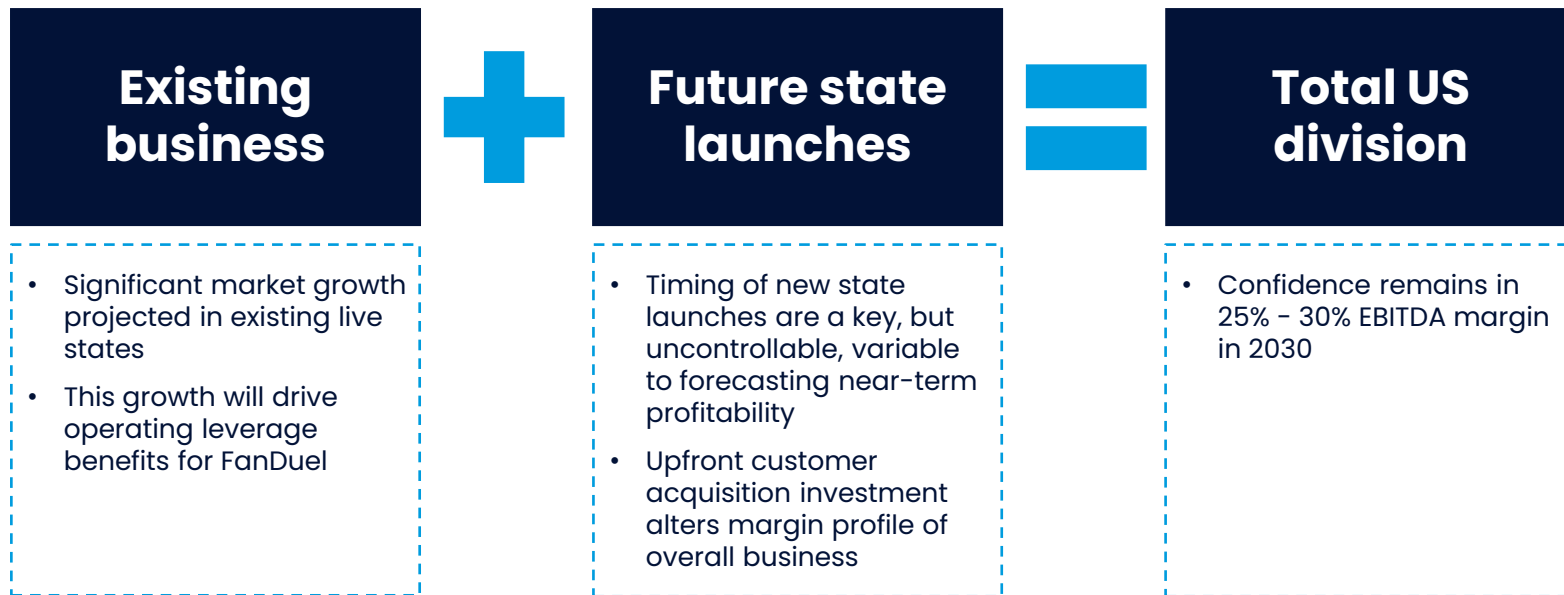 Existing
business
Future state
launches
Total US
division
• Significant market growth
projected in existing live
states
• This growth will drive
operating leverage
benefits for FanDuel
• Timing of new state
launches are a key, but
uncontrollable, variable
to forecasting near-term
profitability
• Upfront customer
acquisition investment
alters margin profile of
overall business
• Confidence remains in
25% - 30% EBITDA margin
in 2030